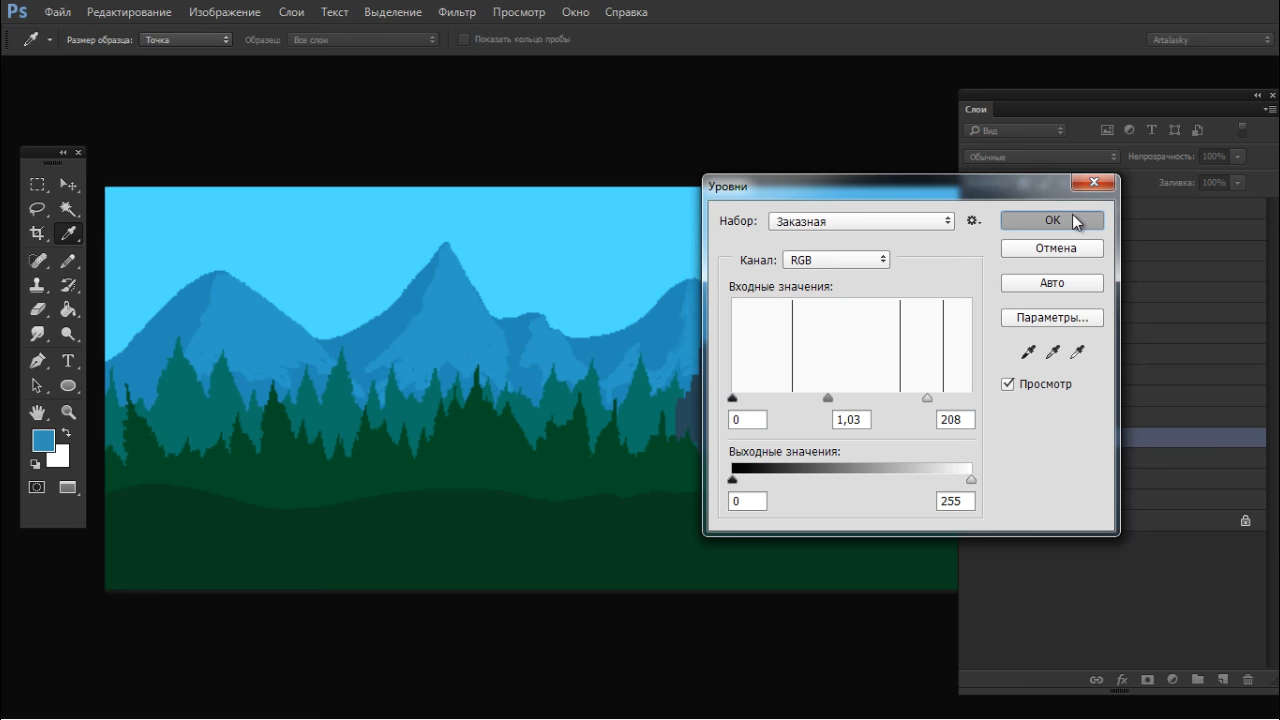 Ps Файл Редактирование Изображение Слои Текст Выделение Фильтр Просмотр Окно Справка
Размер образца: Точка Образец: Все слои Показать кольцо пробы Artalasky
Слои
Вид
Обычные Непрозрачность: 100%
Заливка: 100%
Уровни
Набор: Заказная
OK
Отмена
Канал: RGB
Авто
Входные значения:
Параметры...
Просмотр
0 1,03 208
Выходные значения:
0 255